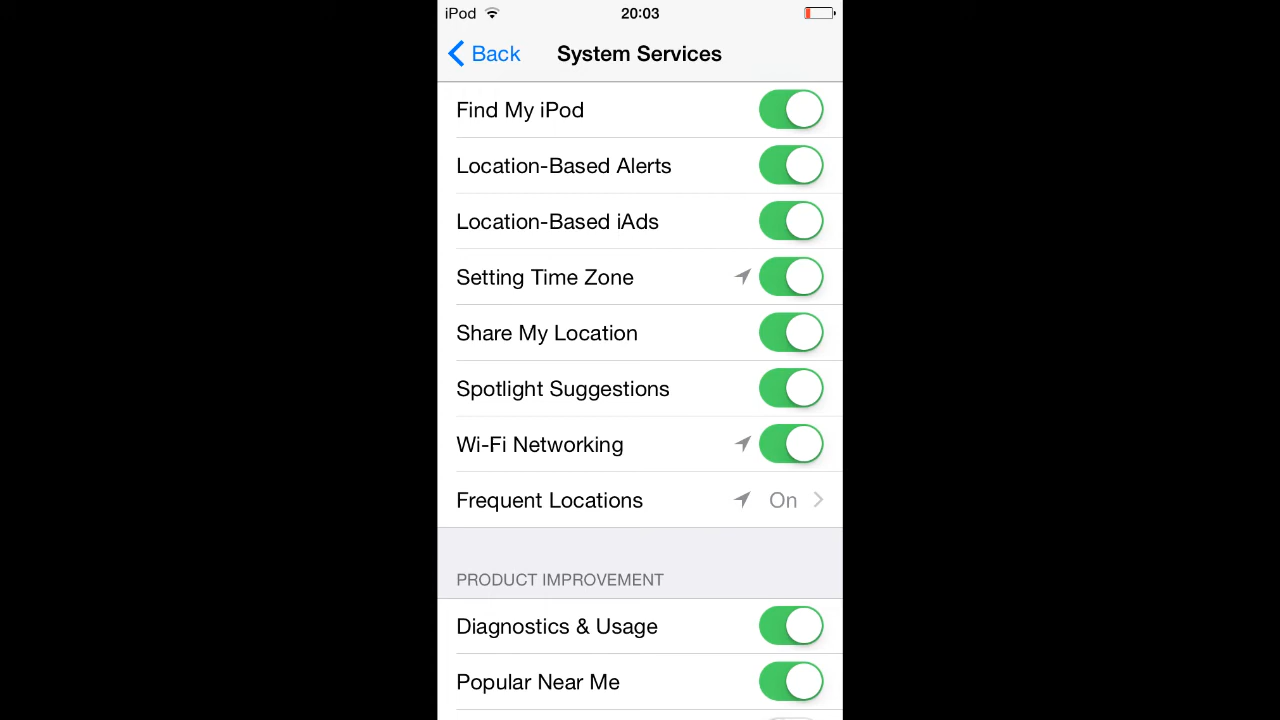 iPod 20:03
Back System Services
Find My iPod
Location-Based Alerts
Location-Based iAds
Setting Time Zone
Share My Location
Spotlight Suggestions
Wi-Fi Networking
Frequent Locations On
PRODUCT IMPROVEMENT
Diagnostics & Usage
Popular Near Me